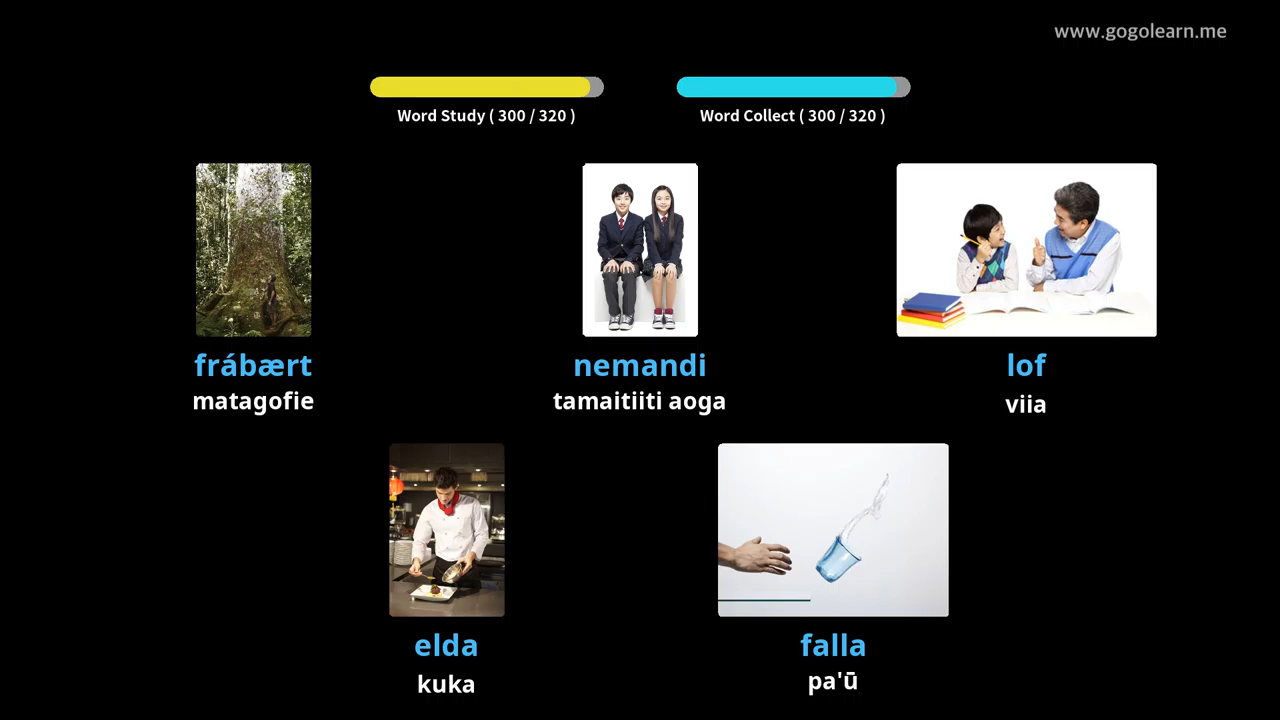 www.gogolearn.me
Word Study ( 300 / 320 )
Word Collect ( 300 / 320 )
frábært
matagofie
nemandi
tamaitiiti aoga
lof
viia
elda
kuka
falla
pa'ū